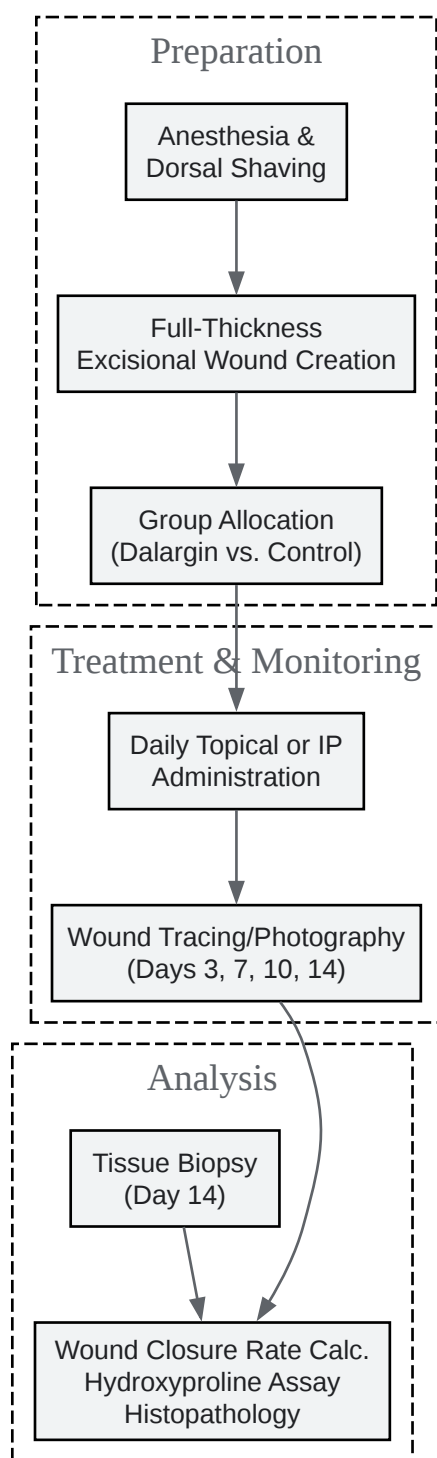 Preparation
Anesthesia &
Dorsal Shaving
Full-Thickness
Excisional Wound Creation
Group Allocation
(Dalargin vs. Control)
Treatment & Monitoring
Daily Topical or IP
Administration
Wound Tracing/Photography
(Days 3, 7, 10, 14)
Analysis
Tissue Biopsy
(Day 14)
Wound Closure Rate Calc.
Hydroxyproline Assay
Histopathology